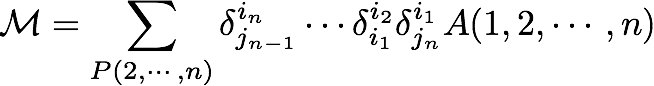 $\mathcal{M} = \sum_{P(2,\cdots,n)} \delta^{i_n}_{j_{n-1}} \cdots \delta^{i_2}_{i_1} \delta^{i_1}_{j_n} A(1, 2, \cdots, n)$